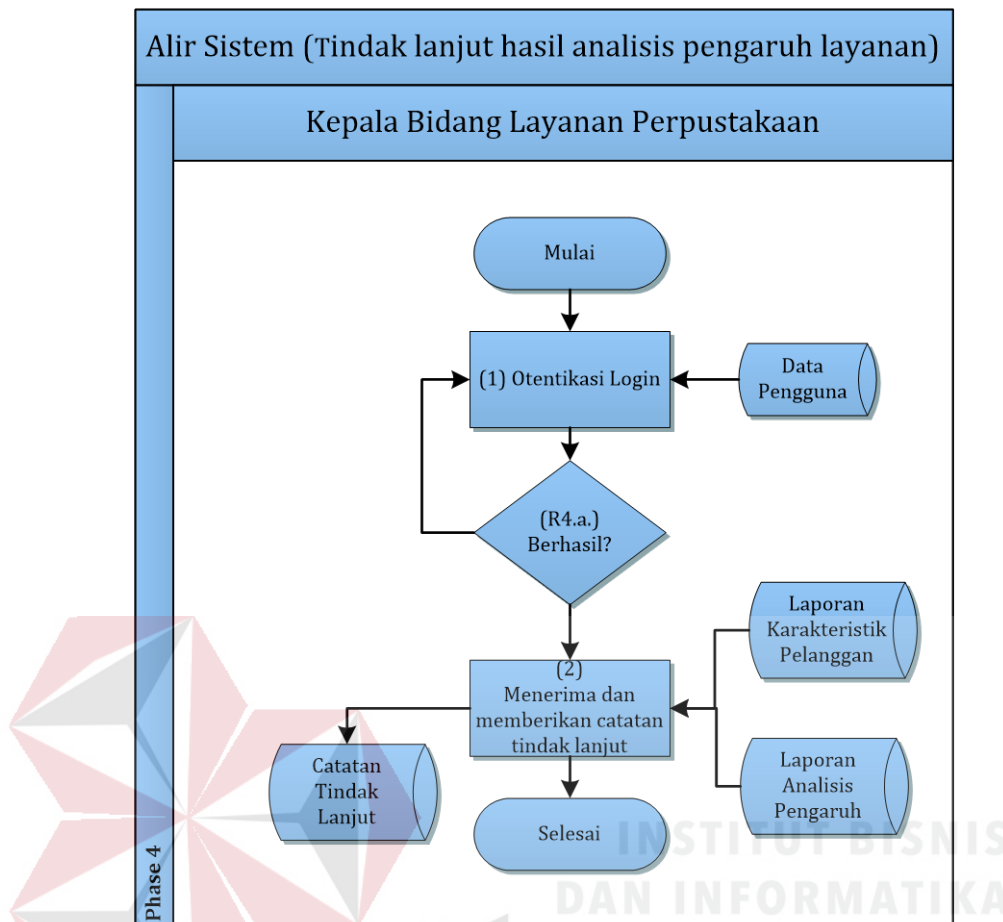 Alir Sistem (Tindak lanjut hasil analisis pengaruh layanan)
Kepala Bidang Layanan Perpustakaan
Mulai
(1) Otentikasi Login
Data
Pengguna
(R4.a.)
Berhasil?
Laporan
Karakteristik
Pelanggan
(2)
Menerima dan
memberikan catatan
tindak lanjut
Catatan
Tindak
Lanjut
Laporan
Analisis
Pengaruh
Selesai
Phase 4
INSTITUT BISNIS
DAN INFORMATIKA